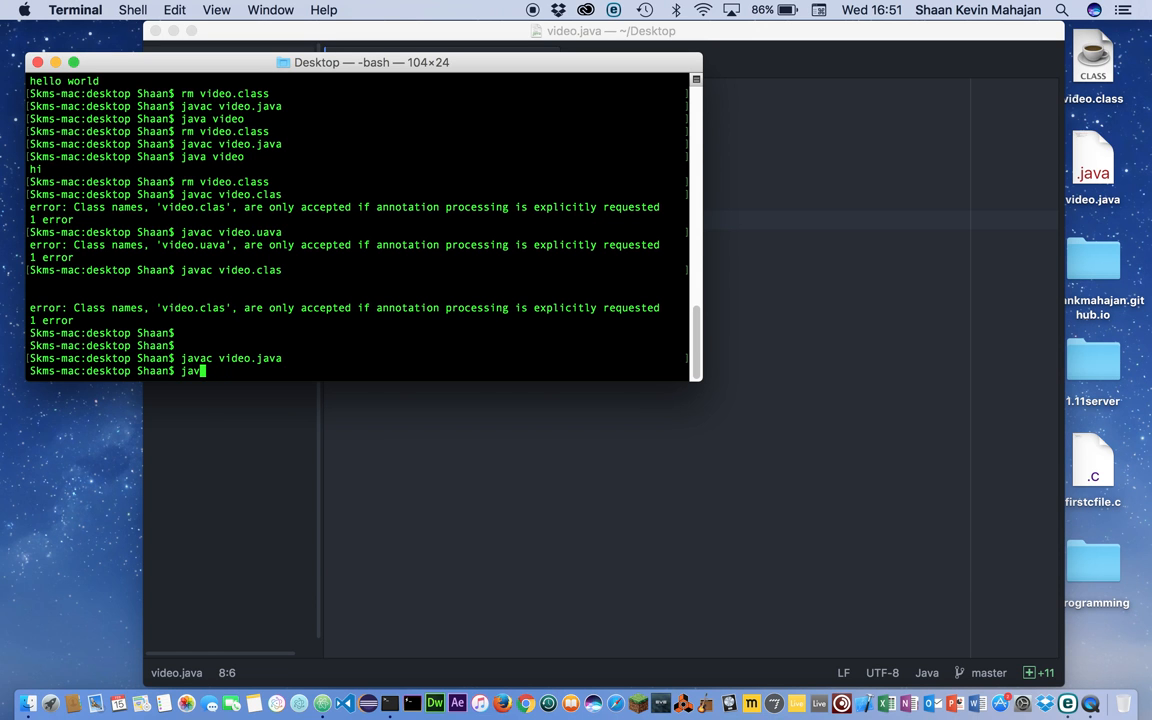 Terminal Shell Edit View Window Help 86% Wed 16:51 Shaan Kevin Mahajan
video.java — ~/Desktop
Desktop — -bash — 104×24
hello world
[Skms-mac:desktop Shaan$ rm video.class ]
[Skms-mac:desktop Shaan$ javac video.java ]
[Skms-mac:desktop Shaan$ java video ]
[Skms-mac:desktop Shaan$ rm video.class ]
[Skms-mac:desktop Shaan$ javac video.java ]
[Skms-mac:desktop Shaan$ java video ]
hi
[Skms-mac:desktop Shaan$ rm video.class ]
[Skms-mac:desktop Shaan$ javac video.clas ]
error: Class names, 'video.clas', are only accepted if annotation processing is explicitly requested
1 error
[Skms-mac:desktop Shaan$ javac video.uava ]
error: Class names, 'video.uava', are only accepted if annotation processing is explicitly requested
1 error
[Skms-mac:desktop Shaan$ javac video.clas ]
error: Class names, 'video.clas', are only accepted if annotation processing is explicitly requested
1 error
Skms-mac:desktop Shaan$
Skms-mac:desktop Shaan$
[Skms-mac:desktop Shaan$ javac video.java ]
Skms-mac:desktop Shaan$ jav
CLASS
video.class
.java
video.java
ankmahajan.git
hub.io
1.11server
.c
firstcfile.c
rogramming
video.java 8:6 LF UTF-8 Java master +11
15 Dw Ae m Live Live